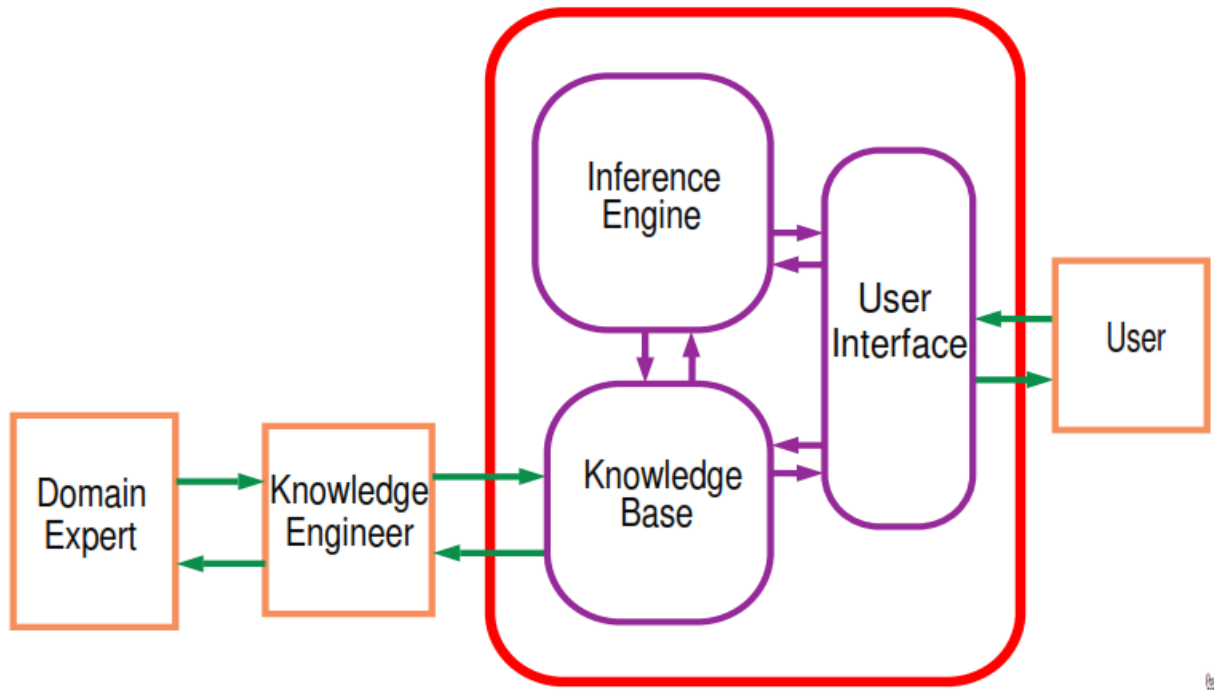 Inference
Engine
User
Interface
User
Knowledge
Base
Knowledge
Engineer
Domain
Expert